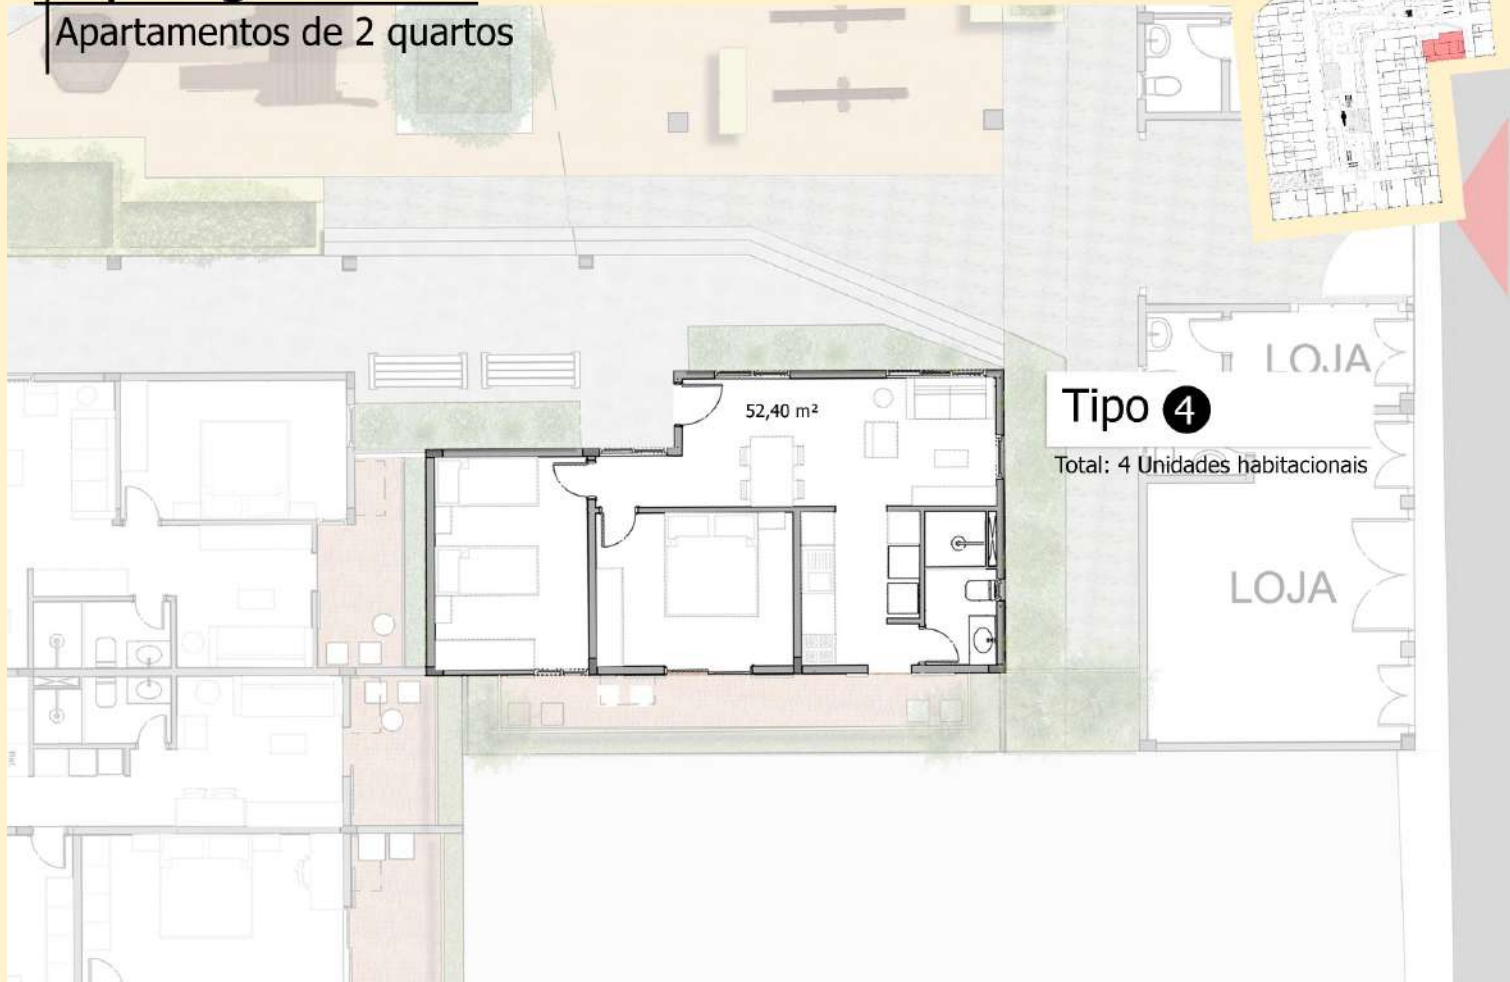 Apartamentos de 2 quartos
LOJA
52,40 m²
Tipo 4
Total: 4 Unidades habitacionais
LOJA